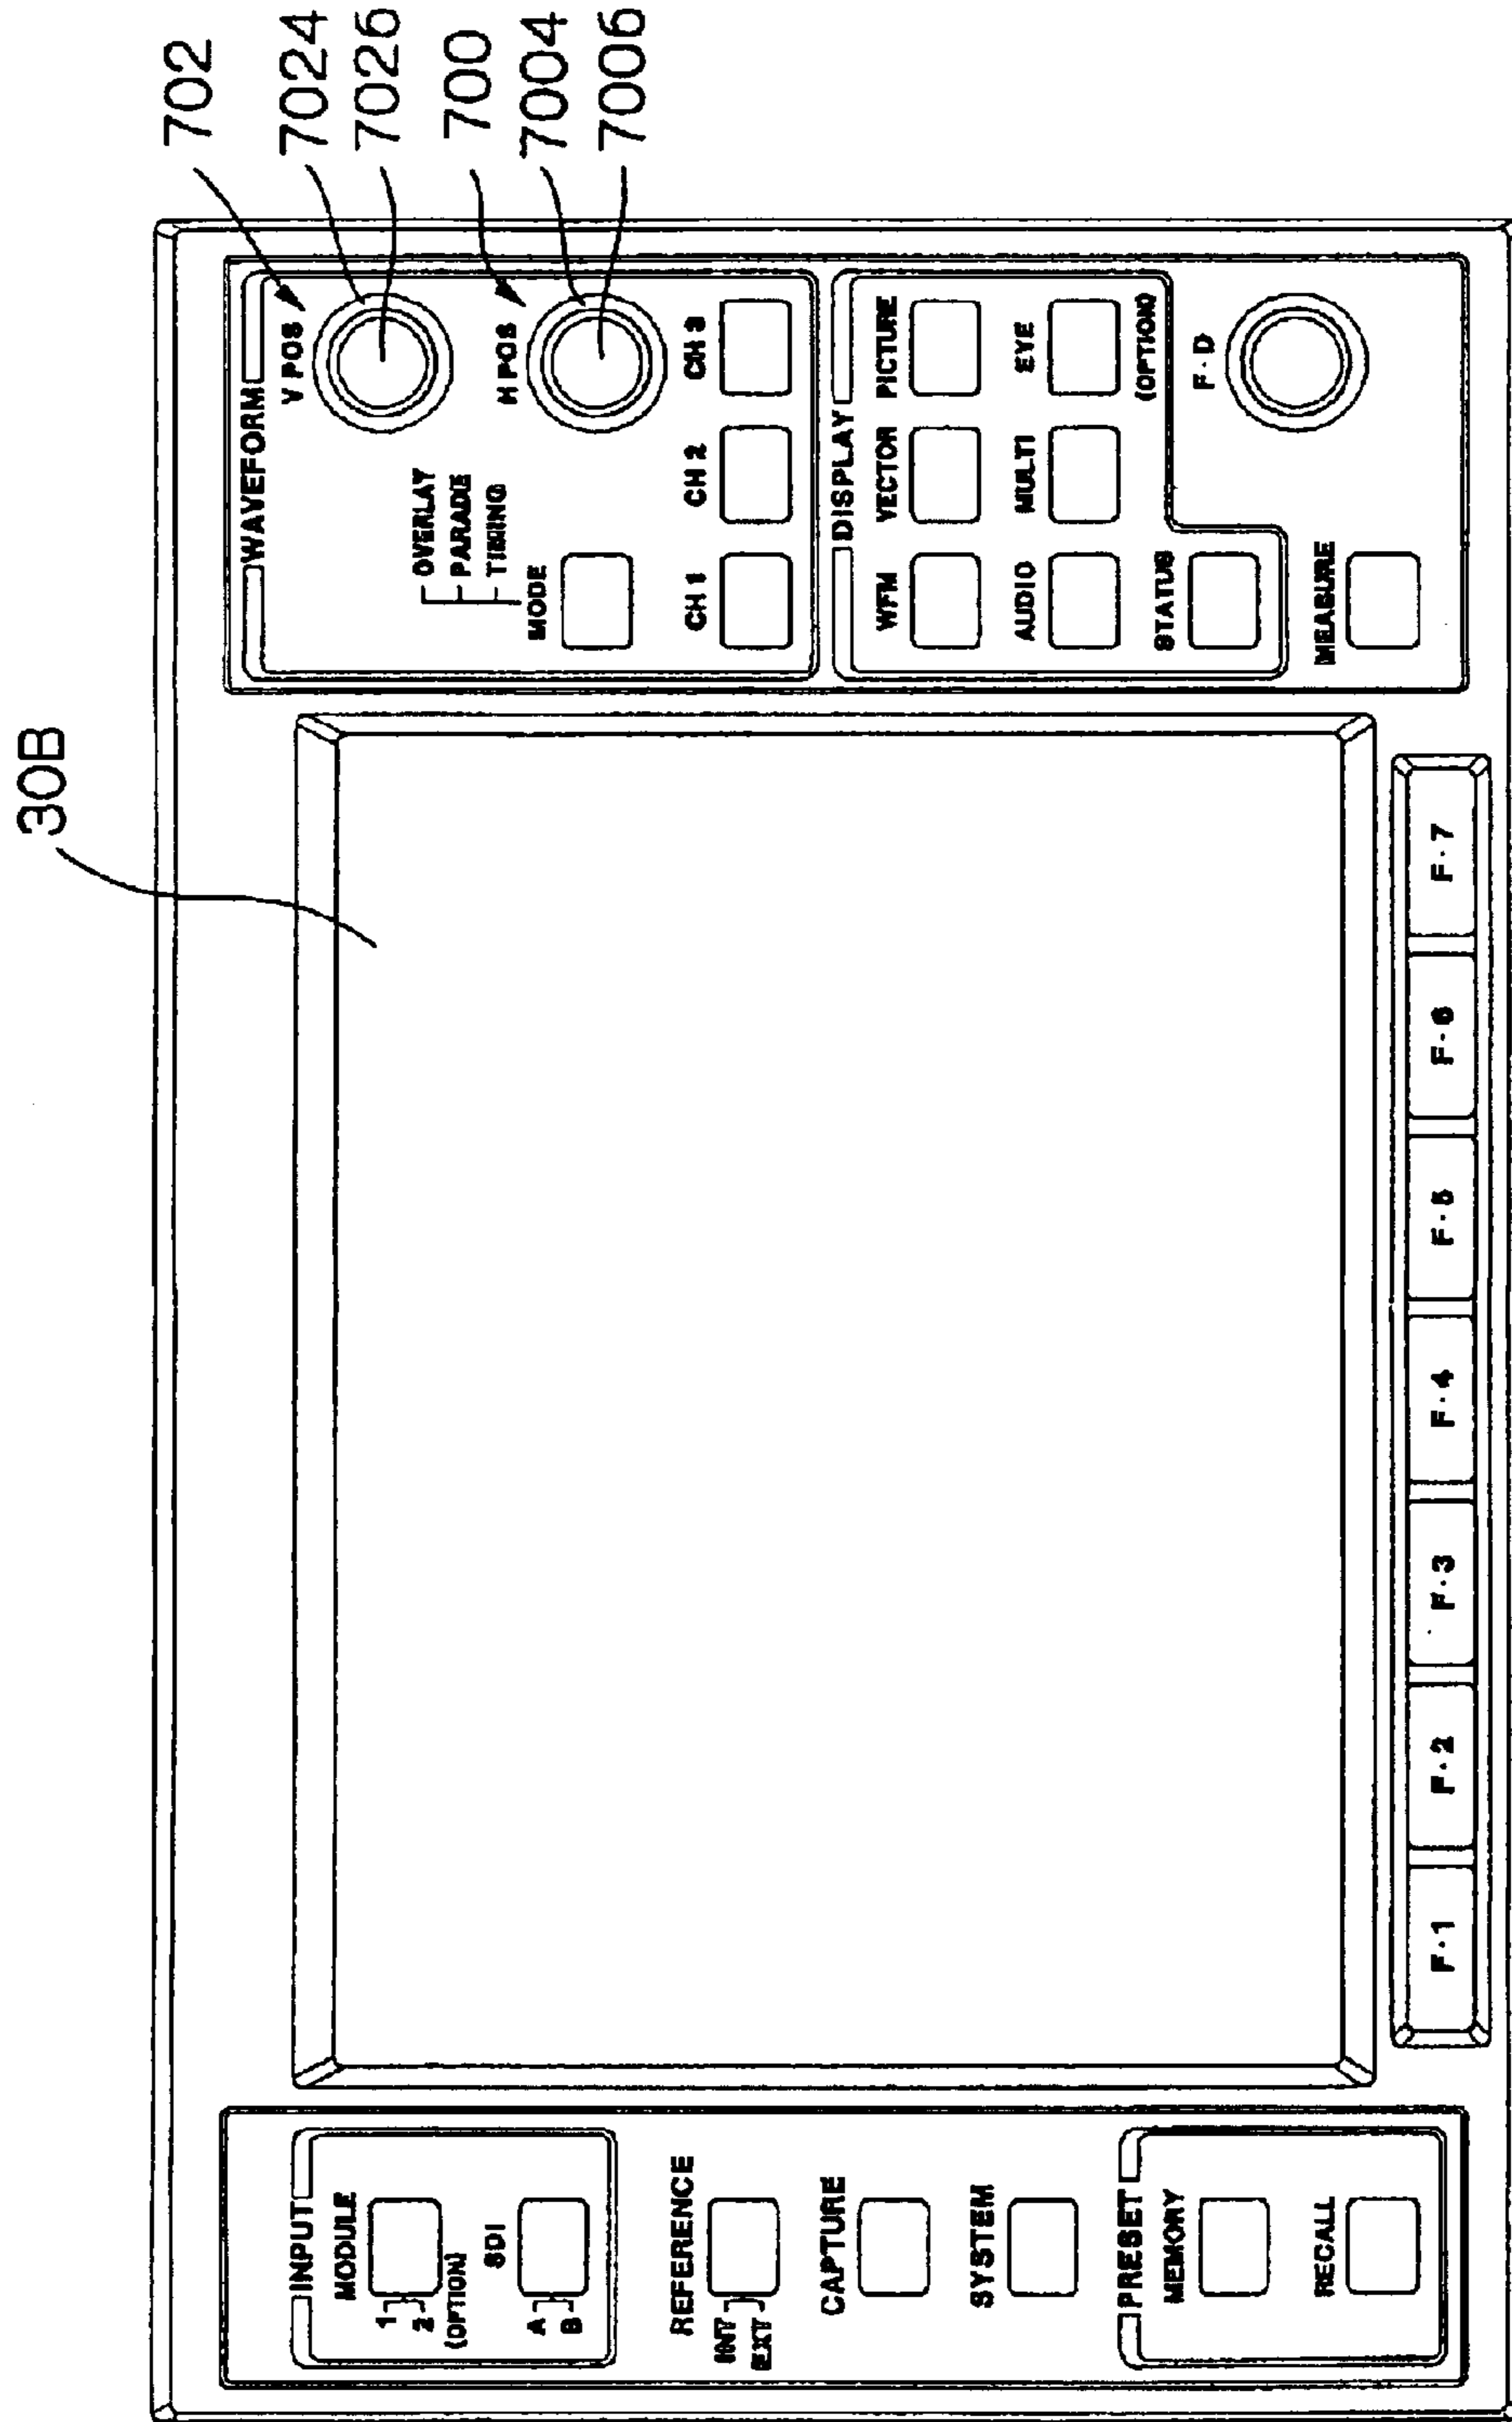 30B
702
7024
7026
700
7004
7006
INPUT
MODULE
1
2
(OPTION)
SDI
A
B
REFERENCE
INT
EXT
CAPTURE
SYSTEM
PRESET
MEMORY
RECALL
WAVEFORM
V POS
OVERLAY
PARADE
TIMING
MODE
H POS
CH 1
CH 2
CH 3
DISPLAY
WFM
VECTOR
PICTURE
AUDIO
MULTI
EYE
(OPTION)
STATUS
F·D
MEASURE
F·1
F·2
F·3
F·4
F·5
F·6
F·7